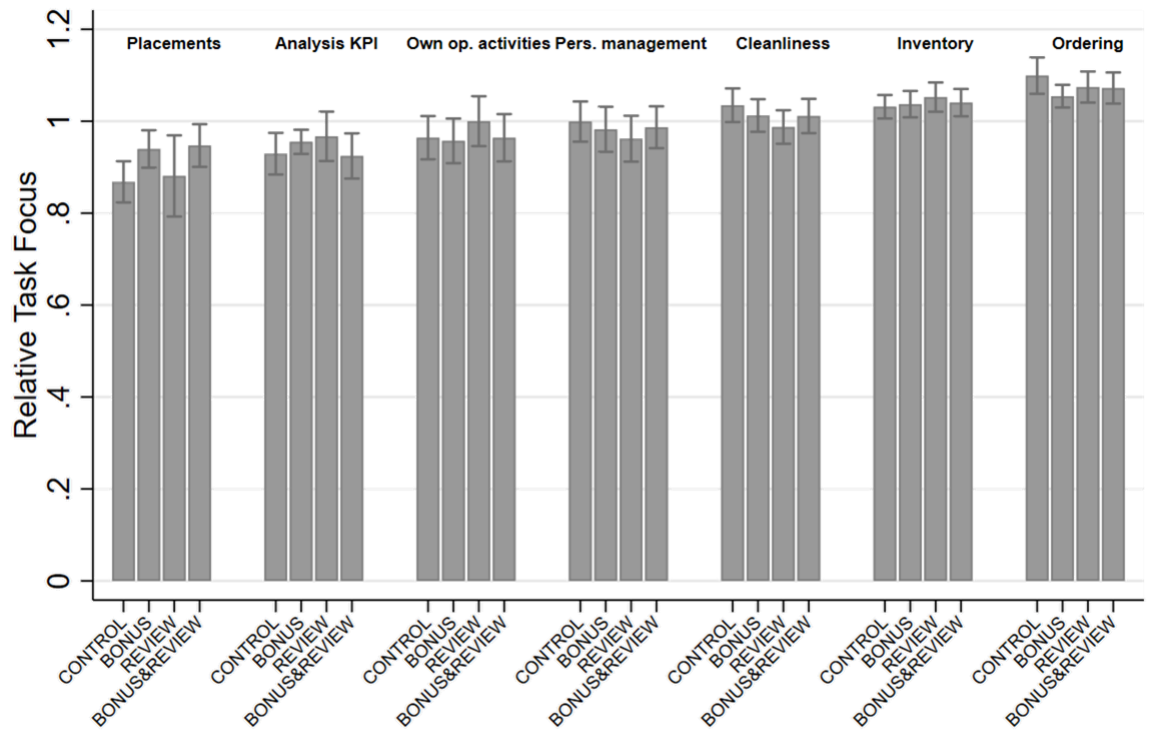 Relative Task Focus
1.2
1
.8
.6
.4
.2
0
Placements Analysis KPI Own op. activities Pers. management Cleanliness Inventory Ordering
CONTROL
BONUS
REVIEW
BONUS&REVIEW
CONTROL
BONUS
REVIEW
BONUS&REVIEW
CONTROL
BONUS
REVIEW
BONUS&REVIEW
CONTROL
BONUS
REVIEW
BONUS&REVIEW
CONTROL
BONUS
REVIEW
BONUS&REVIEW
CONTROL
BONUS
REVIEW
BONUS&REVIEW
CONTROL
BONUS
REVIEW
BONUS&REVIEW